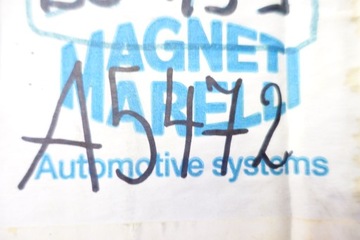 MAGNETI
MARELLI
A5472
Automotive systems